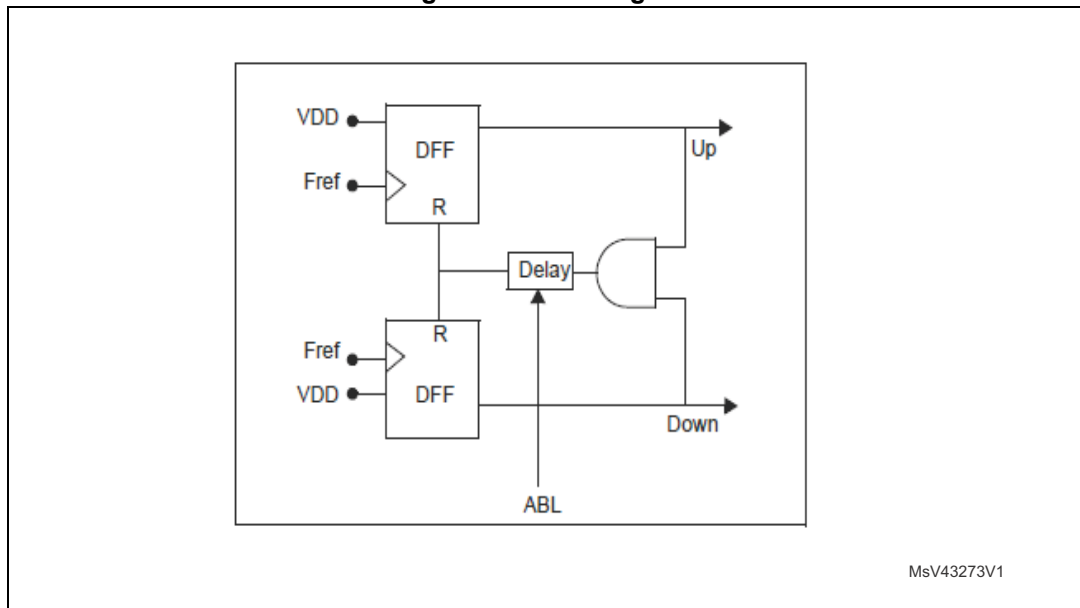 VDD
DFF
Up
Fref
R
Delay
R
Fref
DFF
VDD
Down
ABL
MsV43273V1